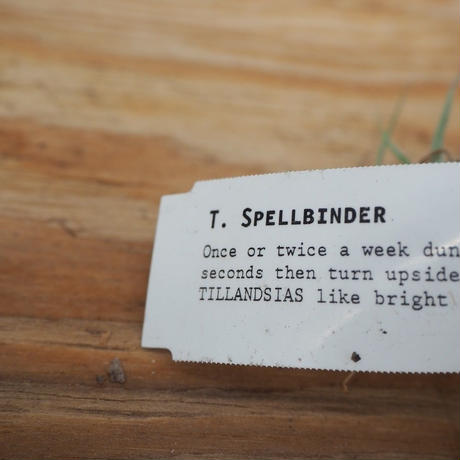 T. SPELLBINDER
Once or twice a week dun
seconds then turn upside
TILLANDSIAS like bright